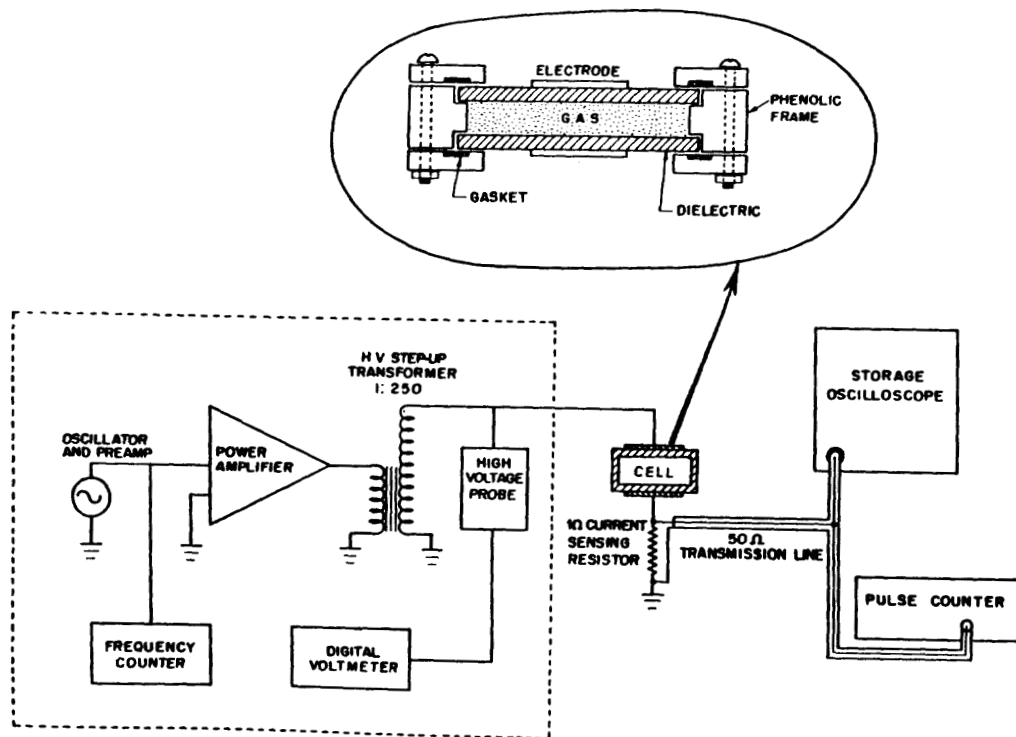 ELECTRODE
GAS
PHENOLIC
FRAME
GASKET
DIELECTRIC
H V STEP-UP
TRANSFORMER
1: 250
OSCILLATOR
AND PREAMP
POWER
AMPLIFIER
HIGH
VOLTAGE
PROBE
FREQUENCY
COUNTER
DIGITAL
VOLTMETER
CELL
1Ω CURRENT
SENSING
RESISTOR
50 Ω
TRANSMISSION LINE
STORAGE
OSCILLOSCOPE
PULSE COUNTER